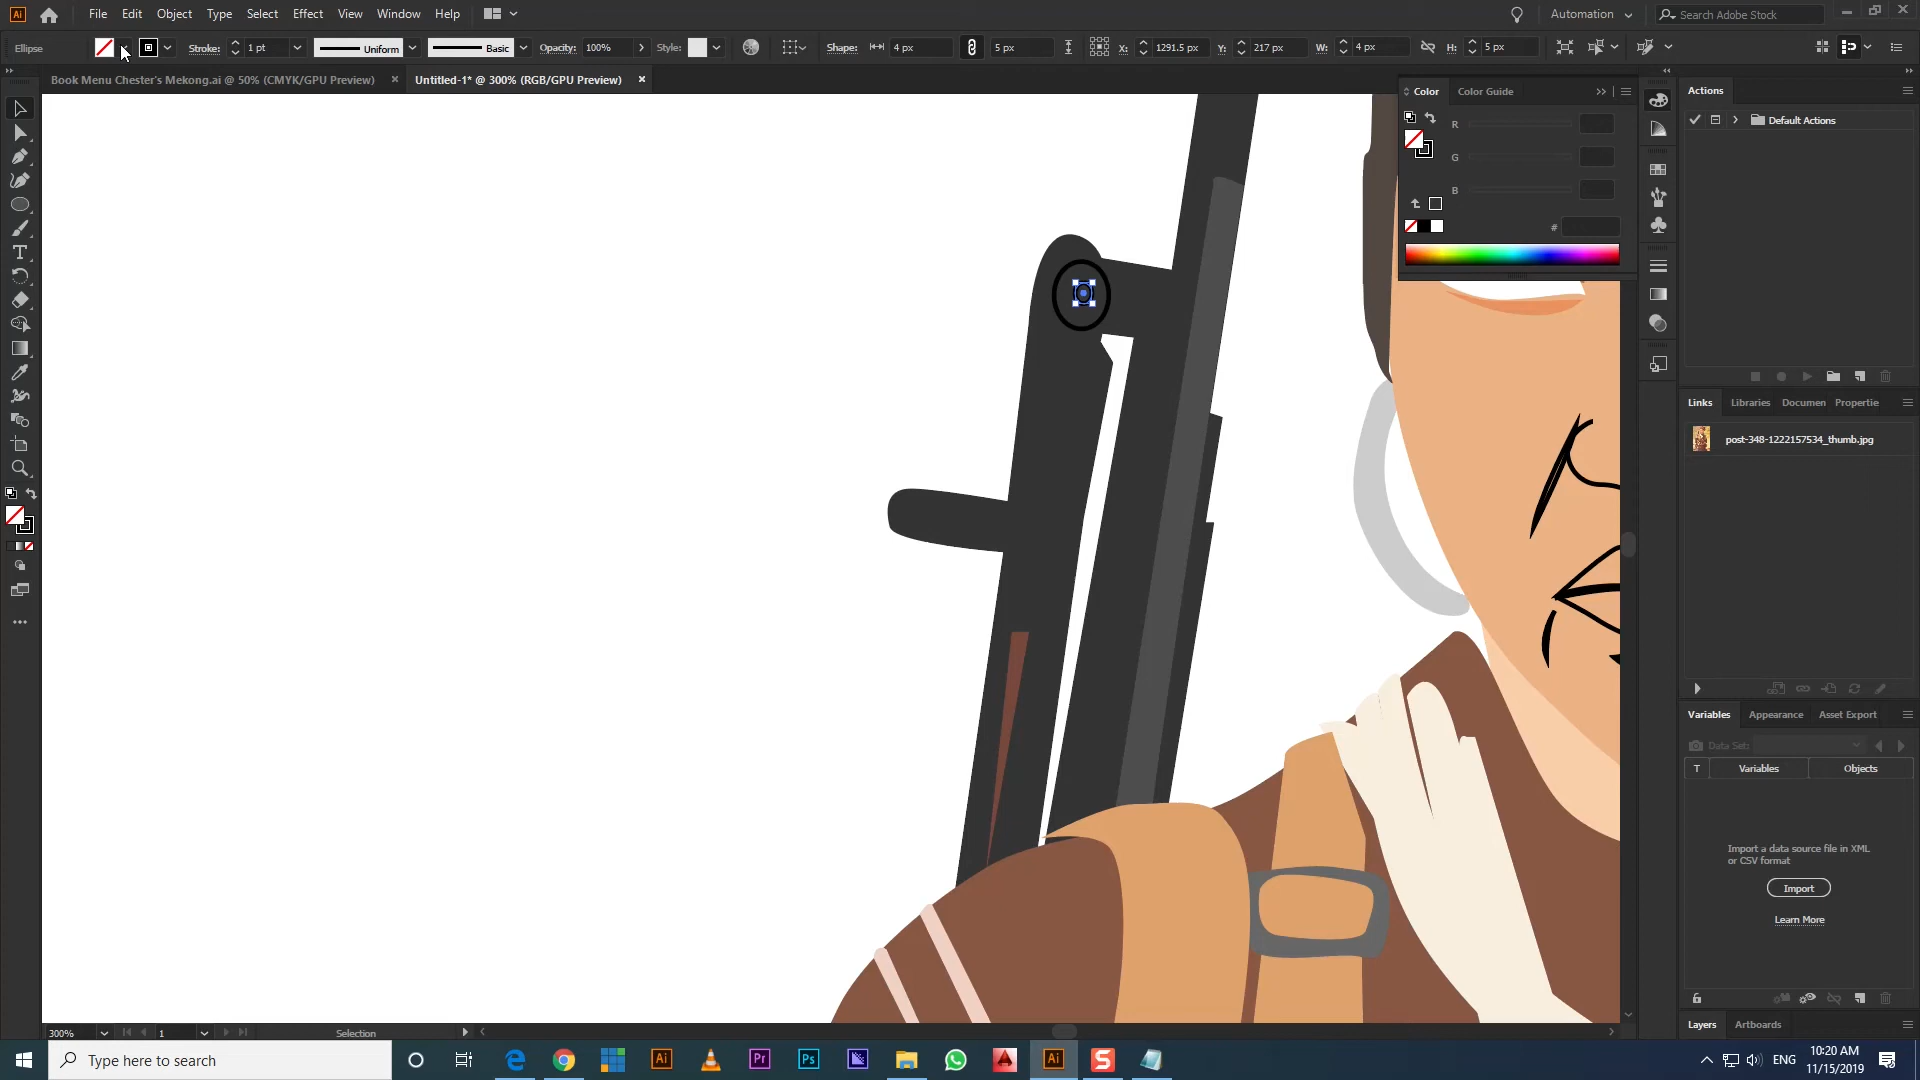 Ai File Edit Object Type Select Effect View Window Help Automation Search Adobe Stock
Ellipse Stroke: 1 pt Uniform Basic Opacity: 100% Style: Shape: 4 px 5 px X: 1291.5 px Y: 217 px W: 4 px H: 5 px
Book Menu Chester's Mekong.ai @ 50% (CMYK/GPU Preview) Untitled-1* @ 300% (RGB/GPU Preview)
Color Color Guide
R
G
B
#
Actions
Default Actions
Links Libraries Documen Propertie
post-348-1222157534_thumb.jpg
Variables Appearance Asset Export
Data Set:
T Variables Objects
Import a data source file in XML
or CSV format
Import
Learn More
Layers Artboards
300% 1 Selection
Type here to search
Ai Pr Ps Ai S
ENG
10:20 AM
11/15/2019